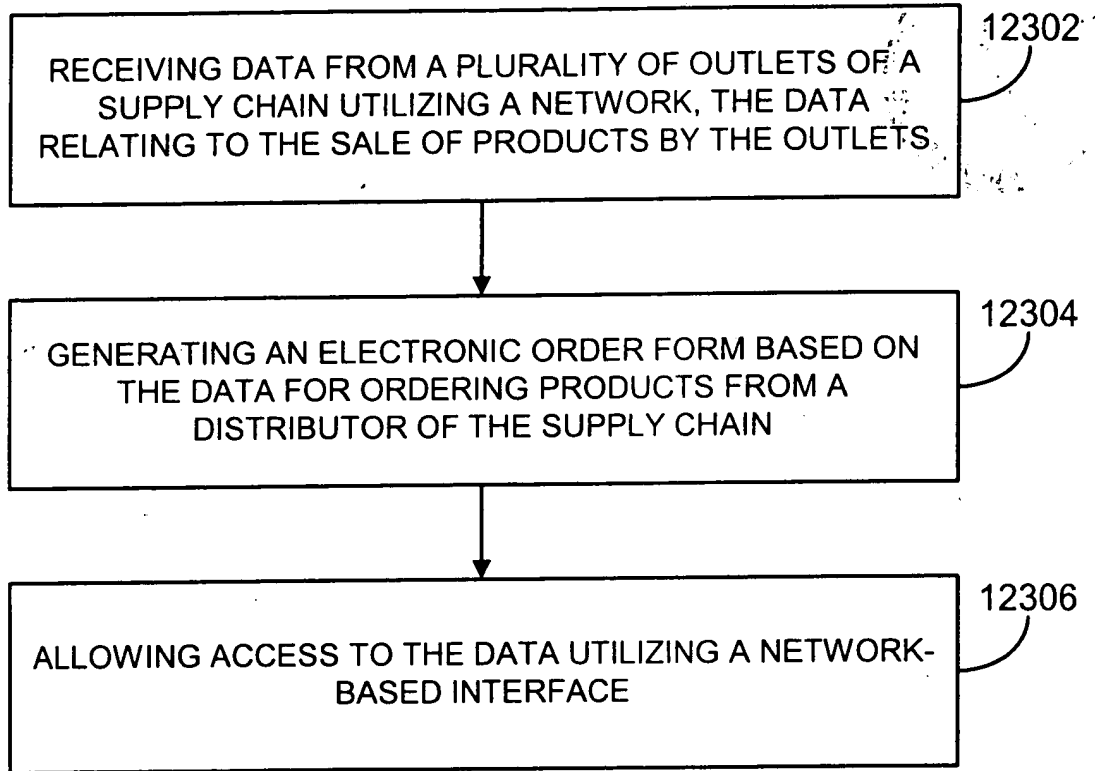 12302
RECEIVING DATA FROM A PLURALITY OF OUTLETS OF A
SUPPLY CHAIN UTILIZING A NETWORK, THE DATA
RELATING TO THE SALE OF PRODUCTS BY THE OUTLETS
12304
GENERATING AN ELECTRONIC ORDER FORM BASED ON
THE DATA FOR ORDERING PRODUCTS FROM A
DISTRIBUTOR OF THE SUPPLY CHAIN
12306
ALLOWING ACCESS TO THE DATA UTILIZING A NETWORK-
BASED INTERFACE